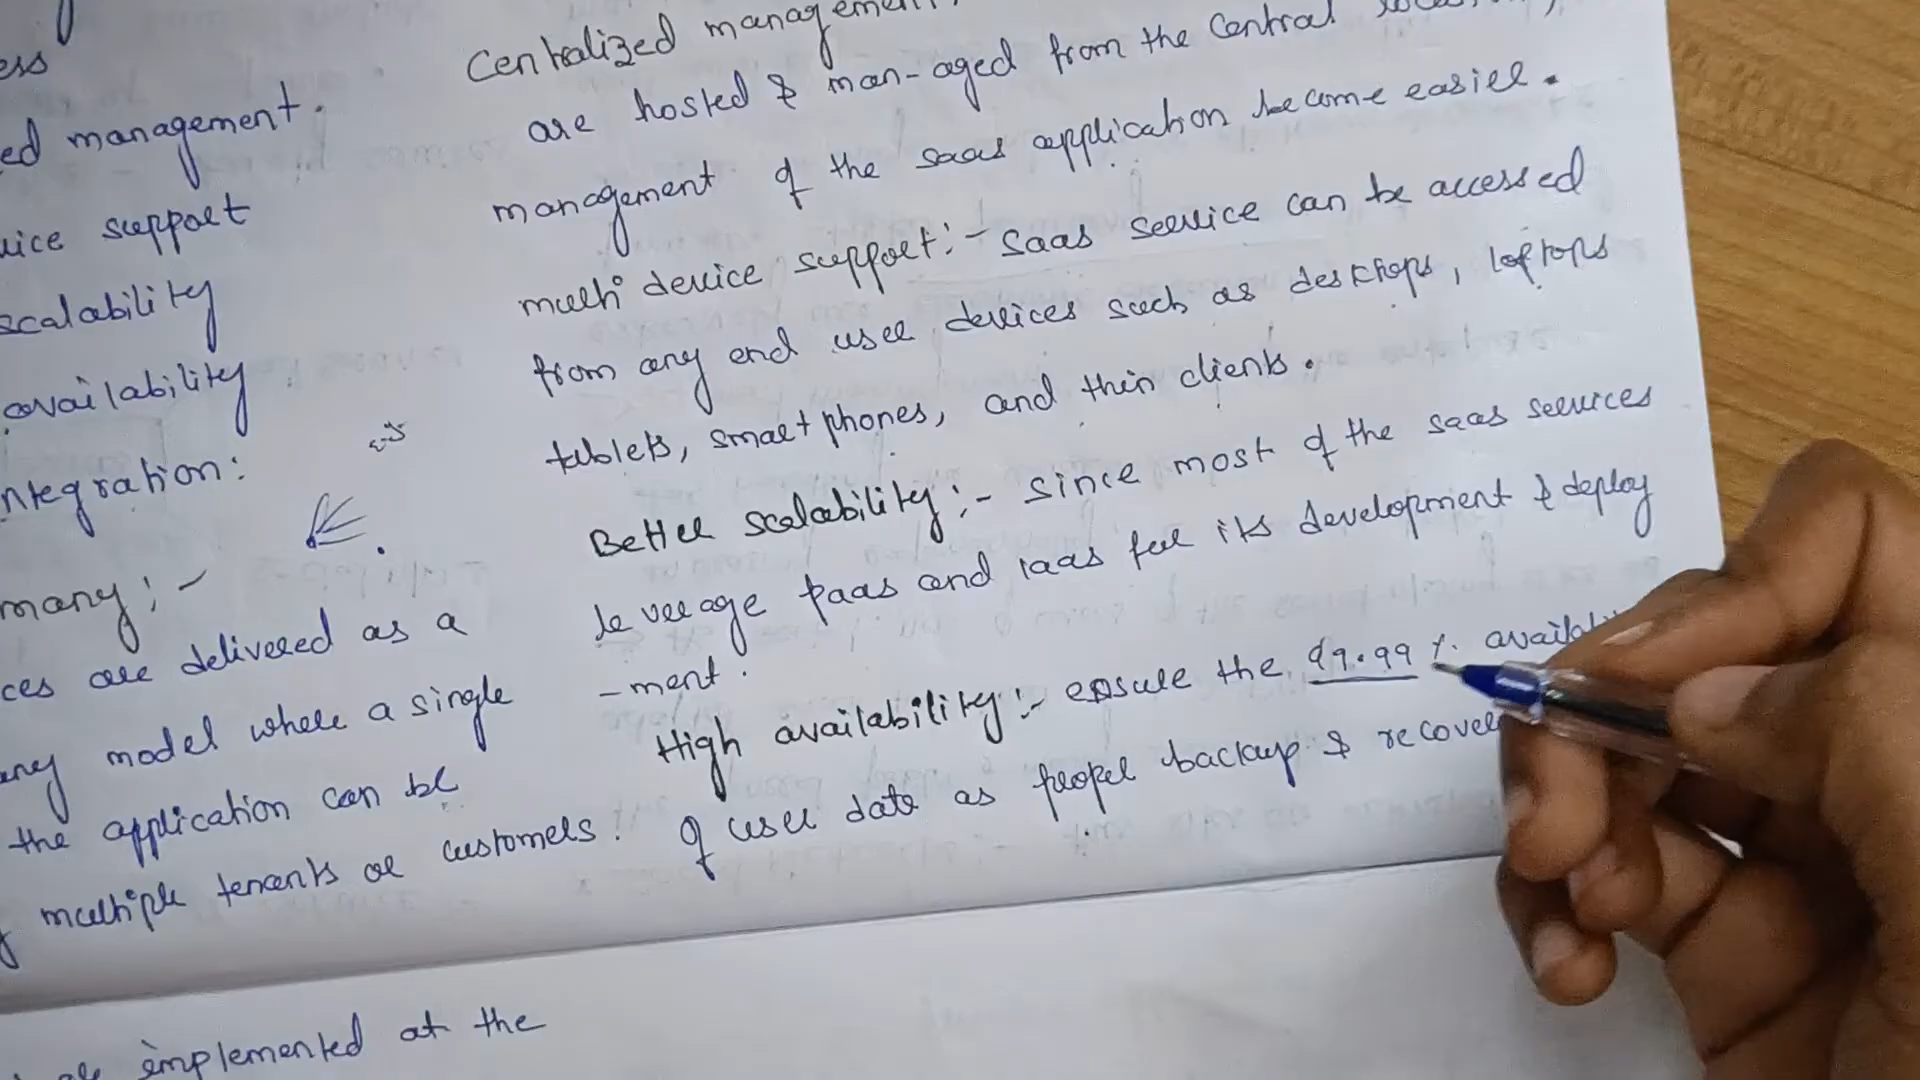 ess
ed management.
vice support
scalability
availability
ntegration:
many :-
ces are delivered as a
model where a single
the application can be
multiple tenants or customers.
Centralized management
are hosted & man-aged from the Central
management of the saas application become easier.
multi device support :- saas service can be accessed
from any end user devices such as desktops, laptops
tablets, smart phones, and thin clients.
Better scalability :- since most of the saas services
leverage paas and iaas for its development & deploy
-ment.
High availability :- ensure the 99.99 %
of user data as proper backup &
implemented at the